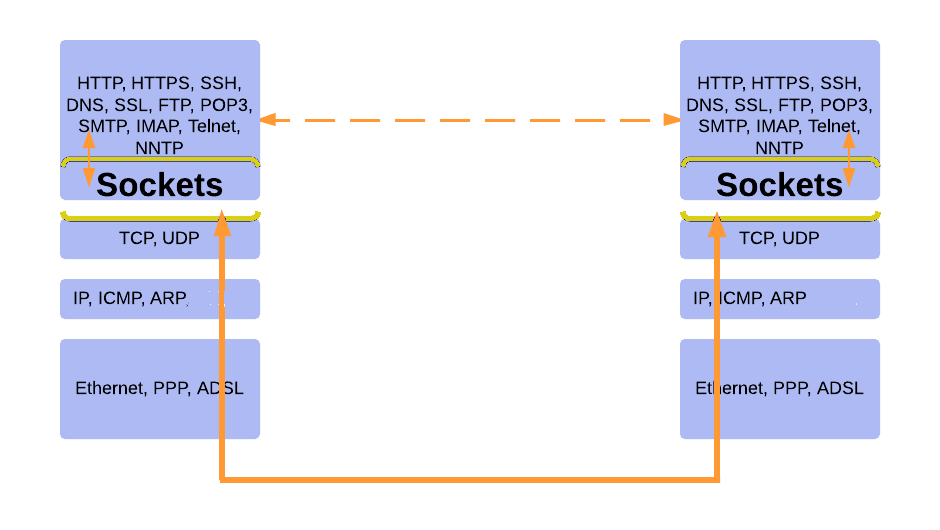 HTTP, HTTPS, SSH,
DNS, SSL, FTP, POP3,
SMTP, IMAP, Telnet,
NNTP
Sockets
TCP, UDP
IP, ICMP, ARP,
Ethernet, PPP, ADSL
HTTP, HTTPS, SSH,
DNS, SSL, FTP, POP3,
SMTP, IMAP, Telnet,
NNTP
Sockets
TCP, UDP
IP, ICMP, ARP
Ethernet, PPP, ADSL